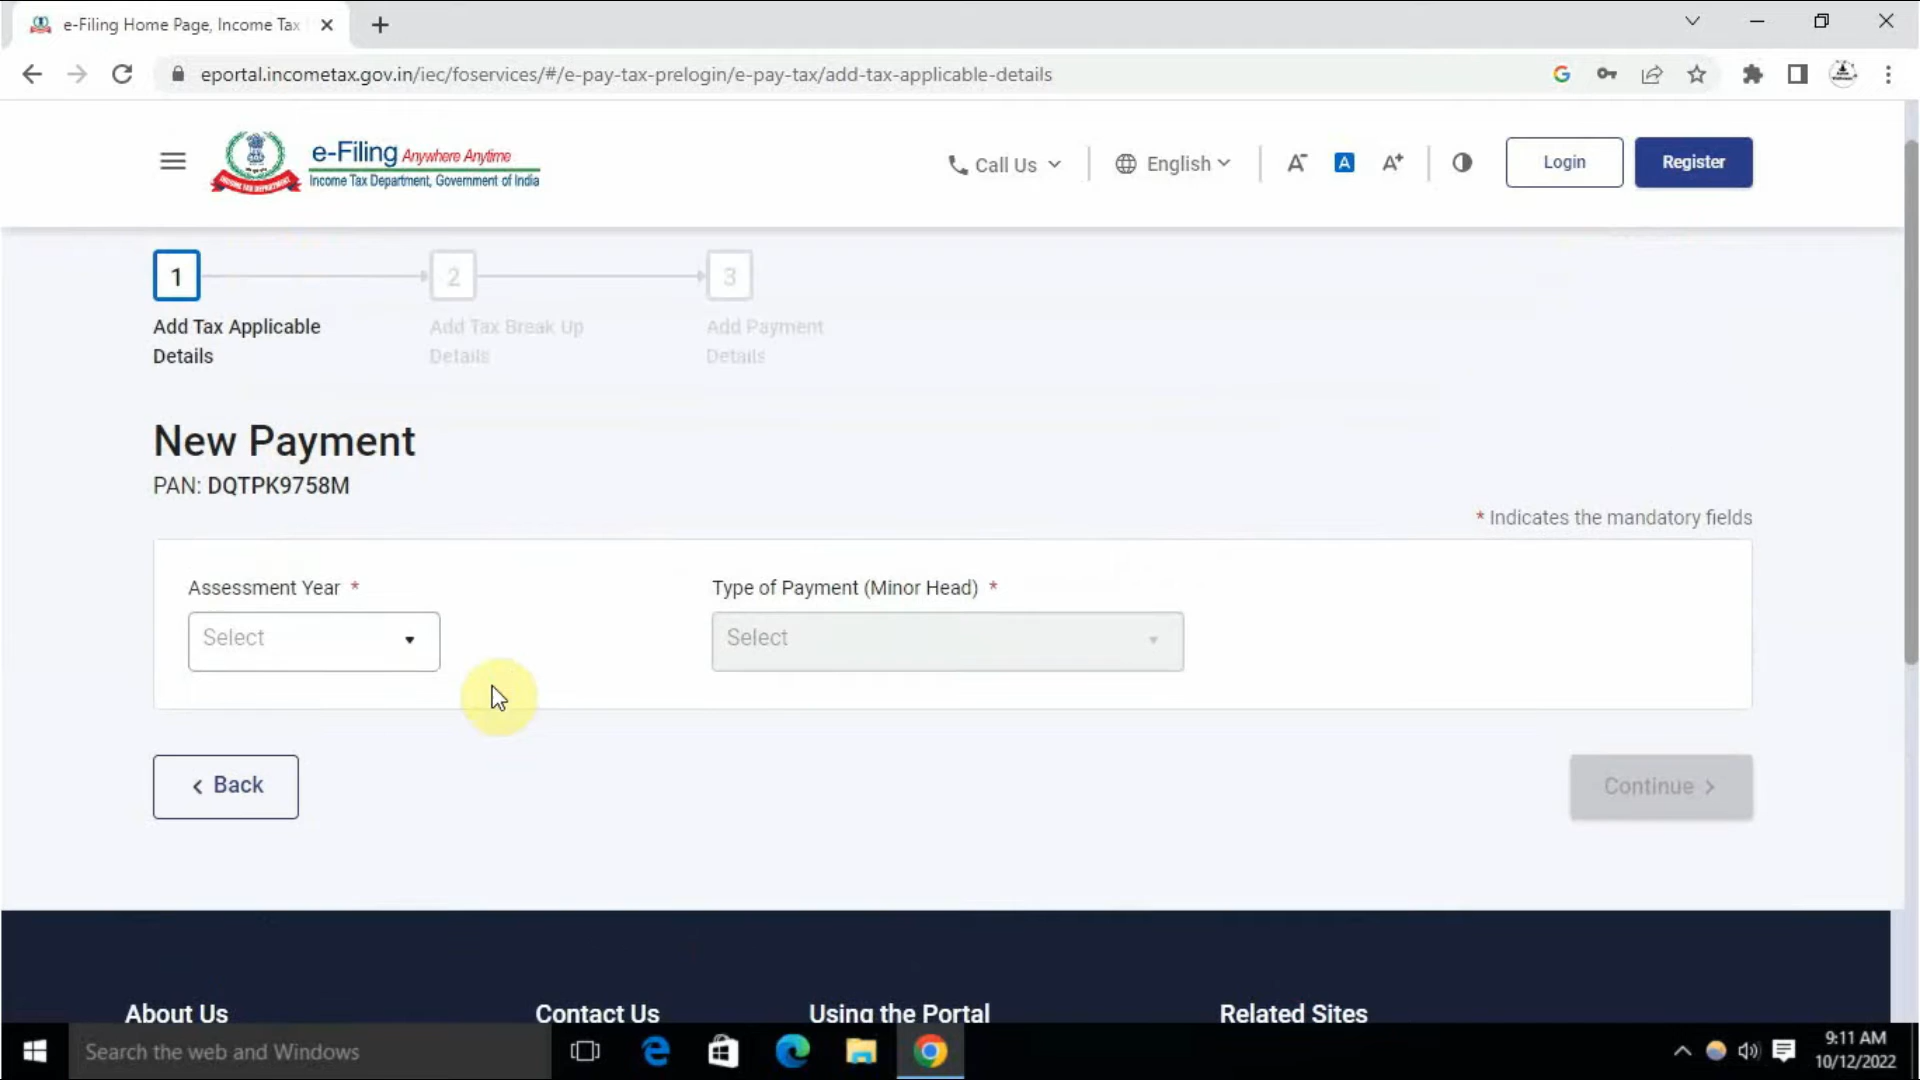 e-Filing Home Page, Income Tax
eportal.incometax.gov.in/iec/foservices/#/e-pay-tax-prelogin/e-pay-tax/add-tax-applicable-details
e-Filing Anywhere Anytime
Income Tax Department, Government of India
INCOME TAX DEPARTMENT
Call Us
English
A-
A
A+
Login
Register
1
2
3
Add Tax Applicable
Details
Add Tax Break Up
Details
Add Payment
Details
New Payment
PAN: DQTPK9758M
* Indicates the mandatory fields
Assessment Year *
Type of Payment (Minor Head) *
Select
Select
< Back
Continue >
About Us
Contact Us
Using the Portal
Related Sites
Search the web and Windows
9:11 AM
10/12/2022